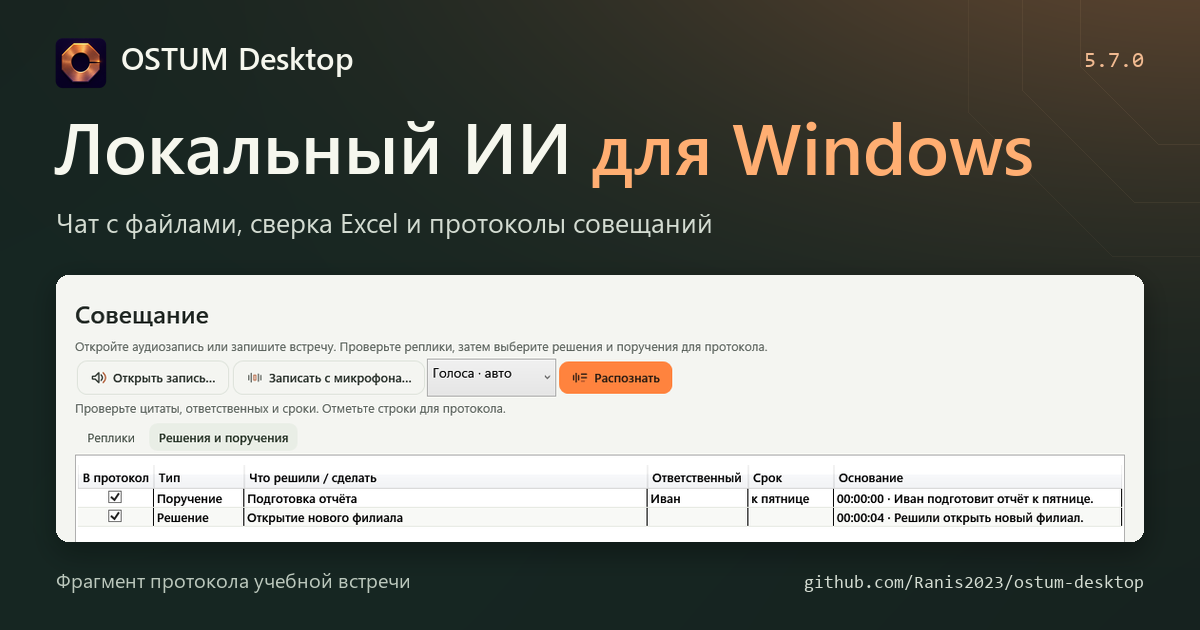 OSTUM Desktop
5.7.0
Локальный ИИ для Windows
Чат с файлами, сверка Excel и протоколы совещаний
Совещание
Откройте аудиозапись или запишите встречу. Проверьте реплики, затем выберите решения и поручения для протокола.
Открыть запись... Записать с микрофона... Голоса · авто Распознать
Проверьте цитаты, ответственных и сроки. Отметьте строки для протокола.
Реплики Решения и поручения
В протокол Тип Что решили / сделать Ответственный Срок Основание
Поручение Подготовка отчёта Иван к пятнице 00:00:00 · Иван подготовит отчёт к пятнице.
Решение Открытие нового филиала 00:00:04 · Решили открыть новый филиал.
Фрагмент протокола учебной встречи
github.com/Ranis2023/ostum-desktop